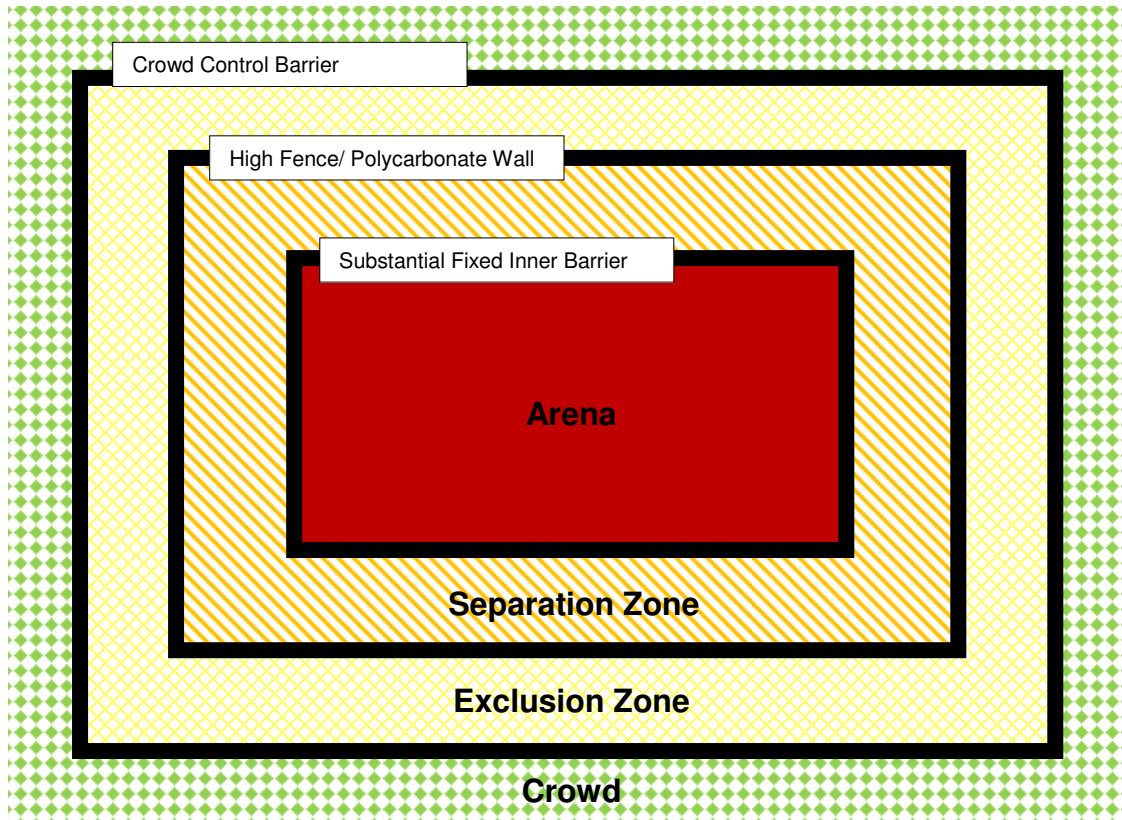 Crowd Control Barrier
High Fence/ Polycarbonate Wall
Substantial Fixed Inner Barrier
Arena
Separation Zone
Exclusion Zone
Crowd